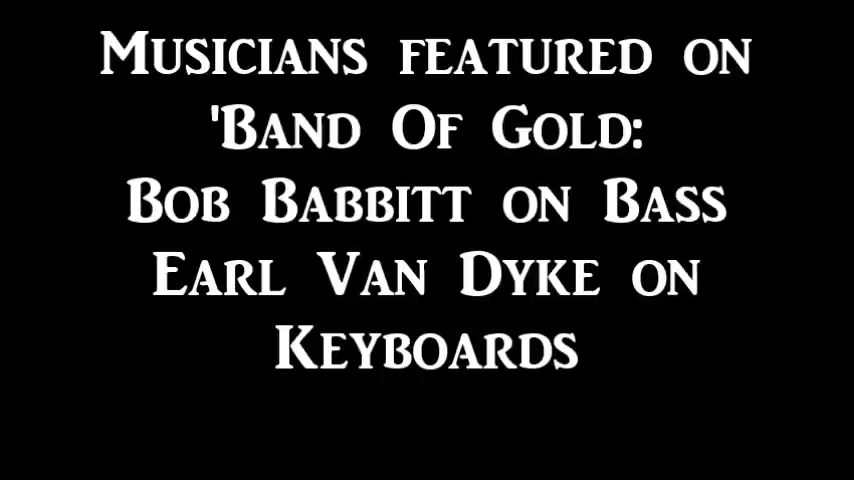 Musicians featured on
'Band Of Gold:
Bob Babbitt on Bass
Earl Van Dyke on
Keyboards